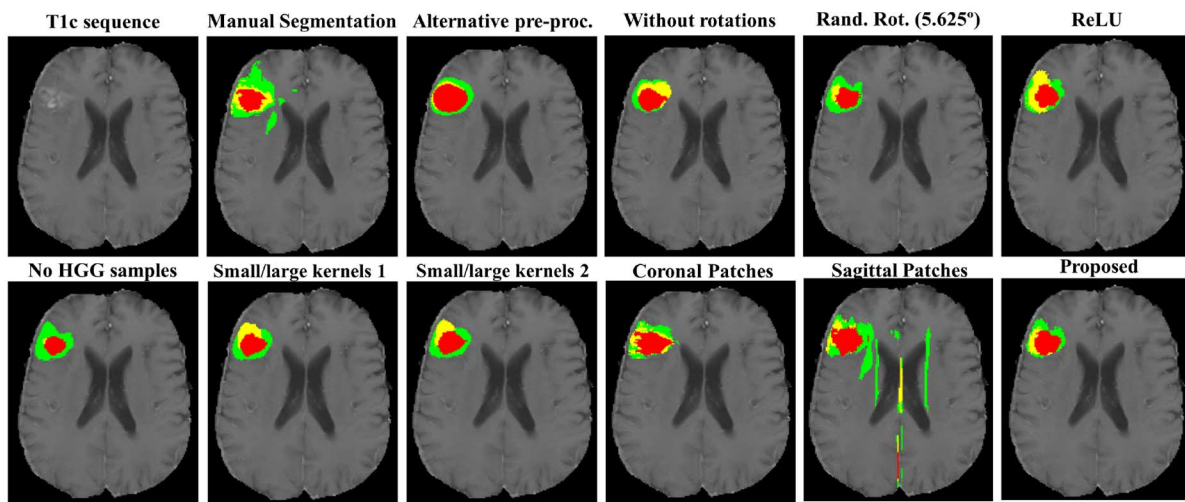 T1c sequence
Manual Segmentation
Alternative pre-proc.
Without rotations
Rand. Rot. (5.625º)
ReLU
No HGG samples
Small/large kernels 1
Small/large kernels 2
Coronal Patches
Sagittal Patches
Proposed